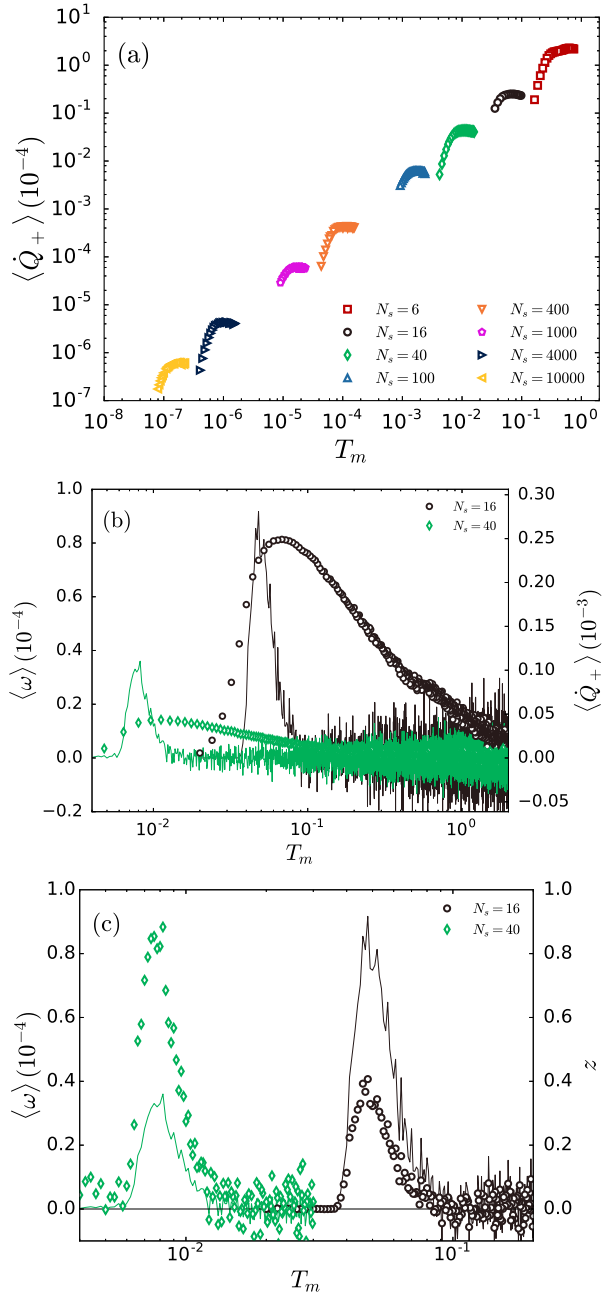 (a)
10^1
10^0
10^-1
10^-2
10^-3
10^-4
10^-5
10^-6
10^-7
⟨Q̇_+⟩ (10^-4)
N_s = 6
N_s = 16
N_s = 40
N_s = 100
N_s = 400
N_s = 1000
N_s = 4000
N_s = 10000
10^-8 10^-7 10^-6 10^-5 10^-4 10^-3 10^-2 10^-1 10^0
T_m
(b)
1.0
0.8
0.6
0.4
0.2
0.0
−0.2
⟨ω⟩ (10^-4)
N_s = 16
N_s = 40
0.30
0.25
0.20
0.15
0.10
0.05
0.00
−0.05
⟨Q̇_+⟩ (10^-3)
10^-2 10^-1 10^0
T_m
(c)
1.0
0.8
0.6
0.4
0.2
0.0
⟨ω⟩ (10^-4)
N_s = 16
N_s = 40
1.0
0.8
0.6
0.4
0.2
0.0
z
10^-2 10^-1
T_m